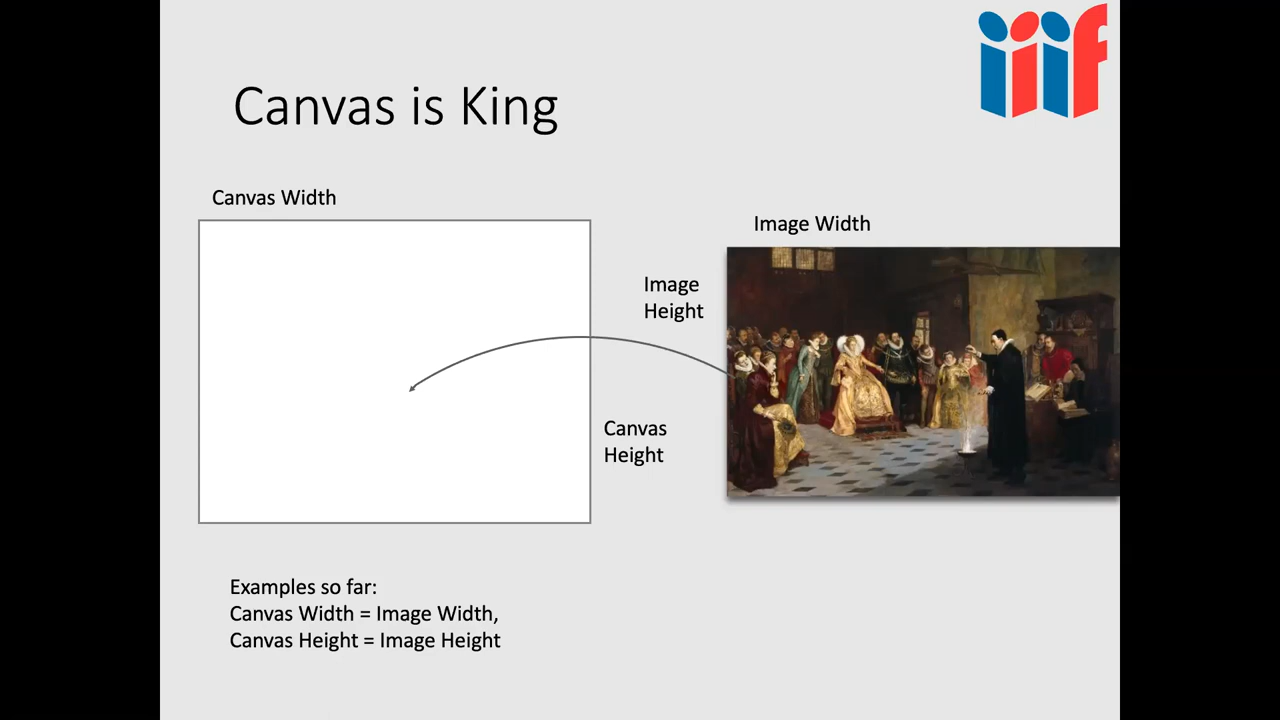 iiif
Canvas is King
Canvas Width
Image Width
Image
Height
Canvas
Height
Examples so far:
Canvas Width = Image Width,
Canvas Height = Image Height